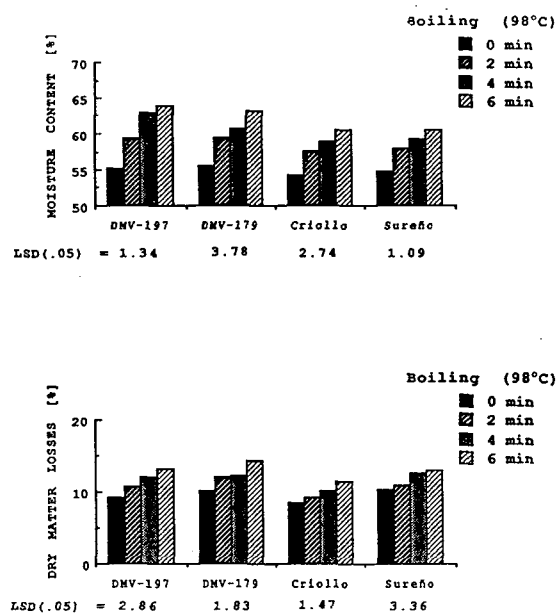 Boiling (98°C)
0 min
2 min
4 min
6 min
MOISTURE CONTENT [%]
70
65
60
55
50
DMV-197 DMV-179 Criollo Sureño
LSD(.05) = 1.34 3.78 2.74 1.09
Boiling (98°C)
0 min
2 min
4 min
6 min
DRY MATTER LOSSES [%]
20
10
0
DMV-197 DMV-179 Criollo Sureño
LSD(.05) = 2.86 1.83 1.47 3.36